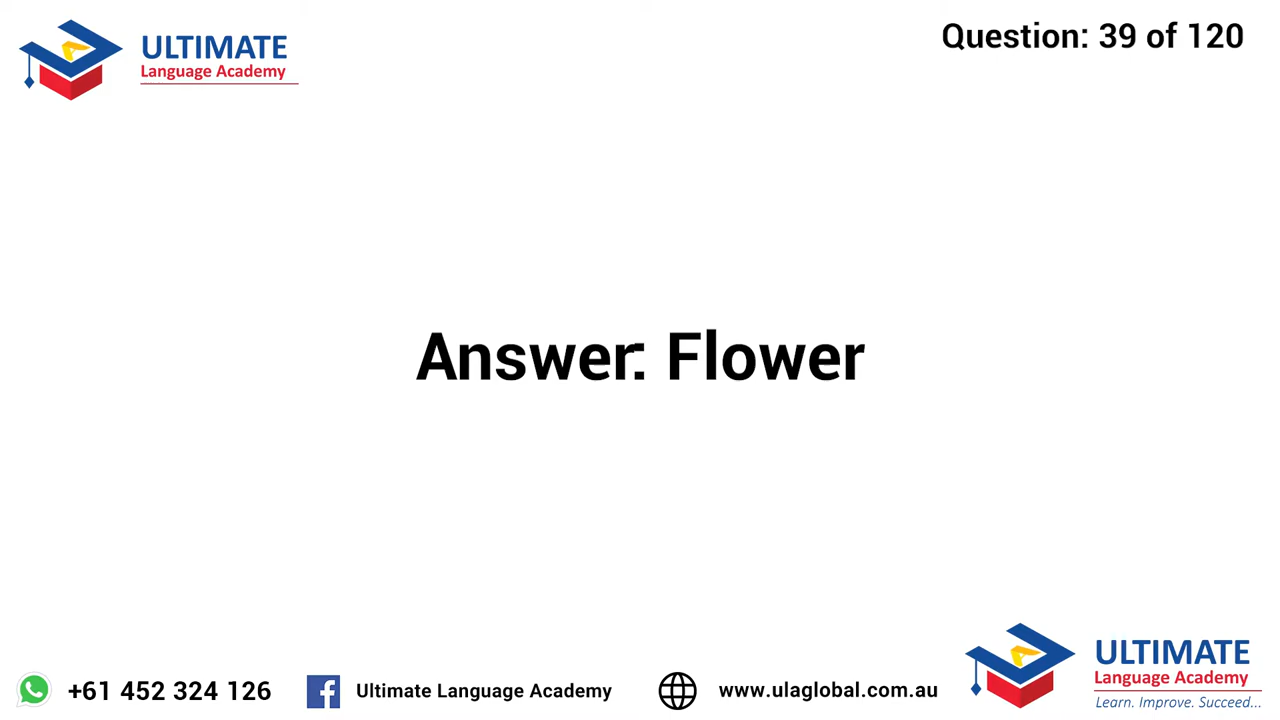 ULTIMATE
Language Academy
Question: 39 of 120
Answer: Flower
+61 452 324 126
Ultimate Language Academy
www.ulaglobal.com.au
ULTIMATE
Language Academy
Learn. Improve. Succeed...